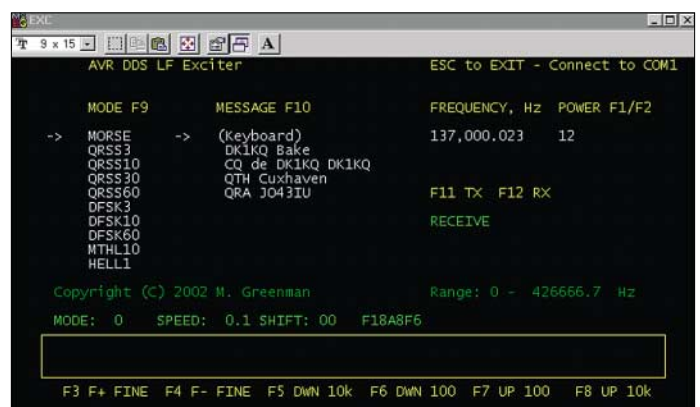 EXC
9 x 15 A
AVR DDS LF Exciter ESC to EXIT - Connect to COM1
MODE F9 MESSAGE F10 FREQUENCY, Hz POWER F1/F2
-> MORSE -> (Keyboard) 137,000.023 12
QRSS3 DK1KQ Bake
QRSS10 CQ de DK1KQ DK1KQ
QRSS30 QTH Cuxhaven
QRSS60 QRA JO43IU F11 TX F12 RX
DFSK3
DFSK10 RECEIVE
DFSK60
MTHL10
HELL1
Copyright (C) 2002 M. Greenman Range: 0 - 426666.7 Hz
MODE: 0 SPEED: 0.1 SHIFT: 00 F18A8F6
F3 F+ FINE F4 F- FINE F5 DWN 10k F6 DWN 100 F7 UP 100 F8 UP 10k